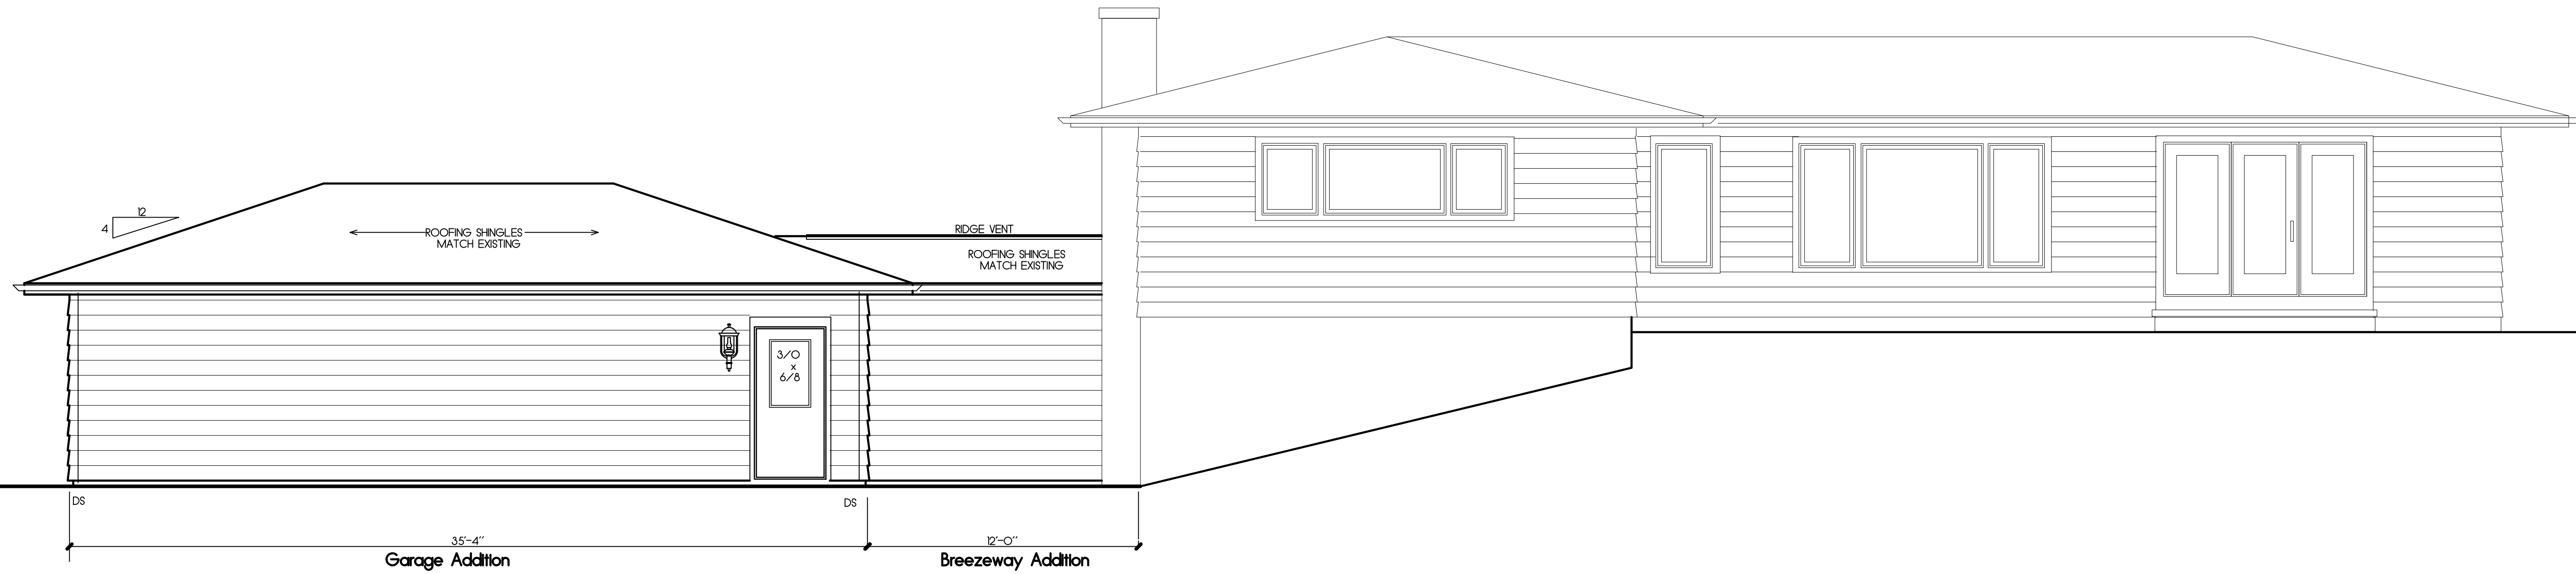 12
4
ROOFING SHINGLES
MATCH EXISTING
RIDGE VENT
ROOFING SHINGLES
MATCH EXISTING
3/0
x
6/8
DS
DS
35'-4"
12'-0"
Garage Addition
Breezeway Addition